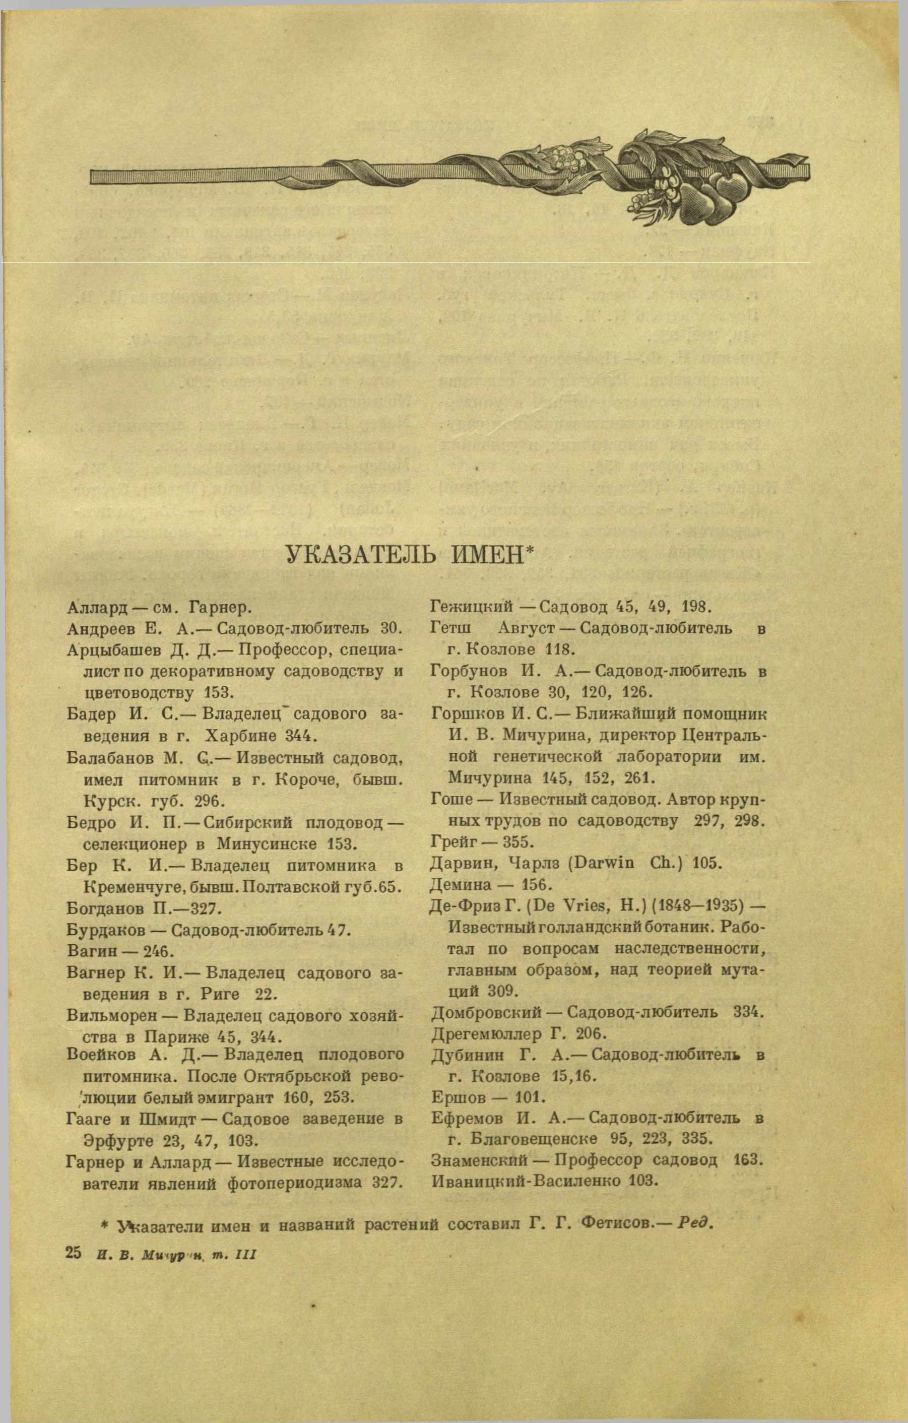 УКАЗАТЕЛЬ ИМЕН*
Аллард — см. Гарнер.
Андреев Е. А.— Садовод-любитель 30.
Арцыбашев Д. Д.— Профессор, специа-
лист по декоративному садоводству и
цветоводству 153.
Бадер И. С.— Владелец садового за-
ведения в г. Харбине 344.
Балабанов М. С.— Известный садовод,
имел питомник в г. Короче, бывш.
Курск. губ. 296.
Бедро И. П.— Сибирский плодовод —
селекционер в Минусинске 153.
Бер К. И.— Владелец питомника в
Кременчуге, бывш. Полтавской губ. 65.
Богданов П.—327.
Бурдаков — Садовод-любитель 47.
Вагин — 246.
Вагнер К. И.— Владелец садового за-
ведения в г. Риге 22.
Вильморен — Владелец садового хозяй-
ства в Париже 45, 344.
Воейков А. Д.— Владелец плодового
питомника. После Октябрьской рево-
люции белый эмигрант 160, 253.
Гааге и Шмидт — Садовое заведение в
Эрфурте 23, 47, 103.
Гарнер и Аллард — Известные исследо-
ватели явлений фотопериодизма 327.
Гежицкий — Садовод 45, 49, 198.
Гетш Август — Садовод-любитель в
г. Козлове 118.
Горбунов И. А.— Садовод-любитель в
г. Козлове 30, 120, 126.
Горшков И. С.— Ближайший помощник
И. В. Мичурина, директор Централь-
ной генетической лаборатории им.
Мичурина 145, 152, 261.
Гоше — Известный садовод. Автор круп-
ных трудов по садоводству 297, 298.
Грейг — 355.
Дарвин, Чарлз (Darwin Ch.) 105.
Демина — 156.
Де-Фриз Г. (De Vries, H.) (1848—1935) —
Известный голландский ботаник. Рабо-
тал по вопросам наследственности,
главным образом, над теорией мута-
ций 309.
Домбровский — Садовод-любитель 334.
Дрегемюллер Г. 206.
Дубинин Г. А.— Садовод-любитель в
г. Козлове 15,16.
Ершов — 101.
Ефремов И. А.— Садовод-любитель в
г. Благовещенске 95, 223, 335.
Знаменский — Профессор садовод 163.
Иваницкий-Василенко 103.
* Указатели имен и названий растений составил Г. Г. Фетисов.— Ред.
25 И. В. Мичурин, т. III